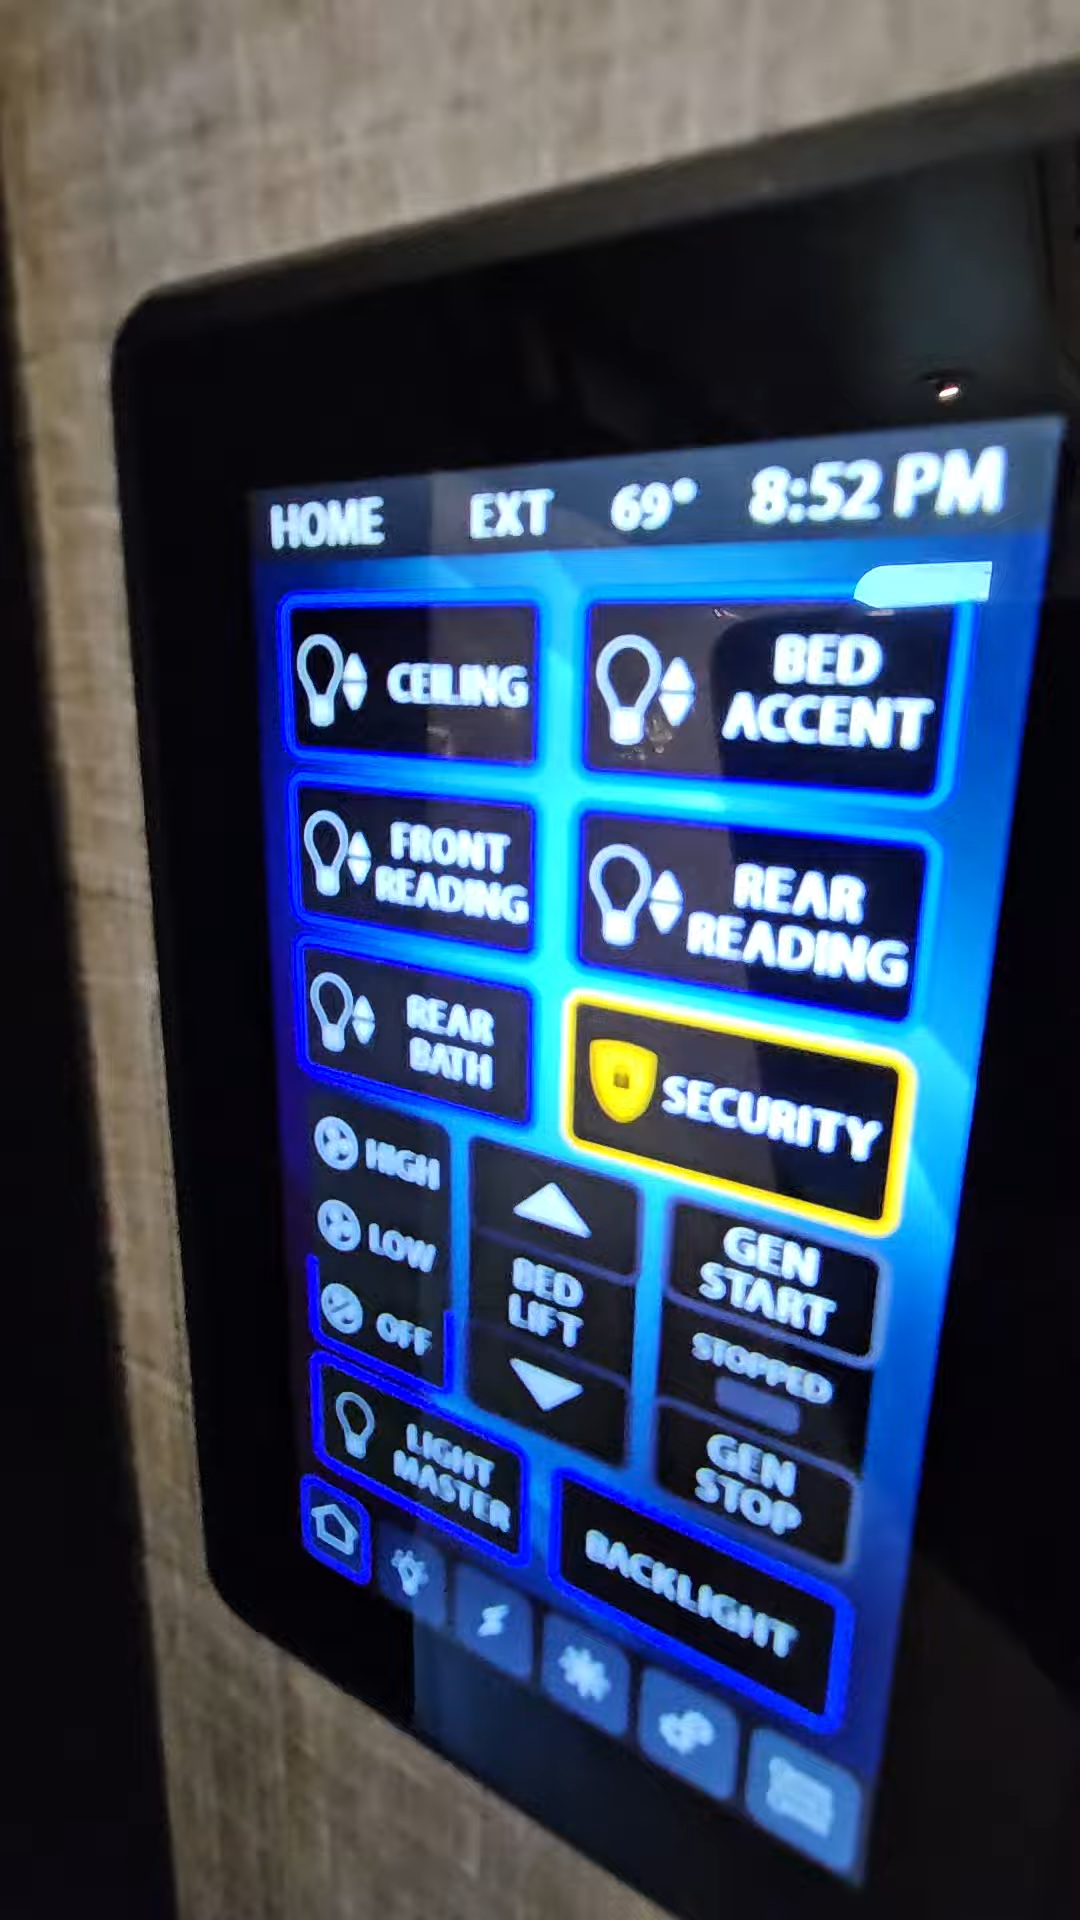 HOME EXT 69° 8:52 PM
CEILING
BED
ACCENT
FRONT
READING
REAR
READING
REAR
BATH
SECURITY
HIGH
LOW
OFF
BED
LIFT
GEN
START
STOPPED
GEN
STOP
LIGHT
MASTER
BACKLIGHT